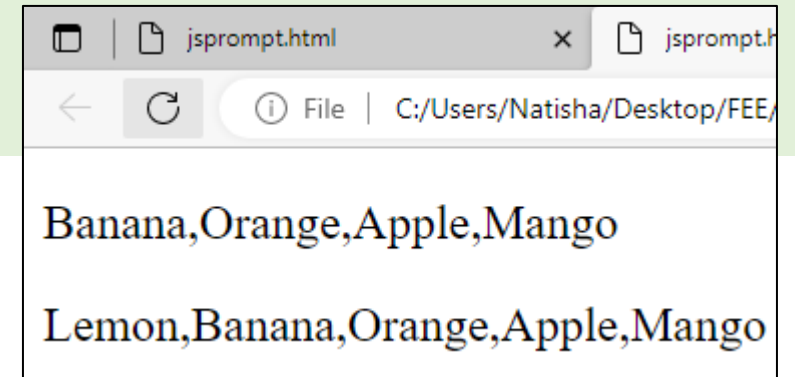 jsprompt.html jsprompt.h
File C:/Users/Natisha/Desktop/FEE/
Banana,Orange,Apple,Mango
Lemon,Banana,Orange,Apple,Mango